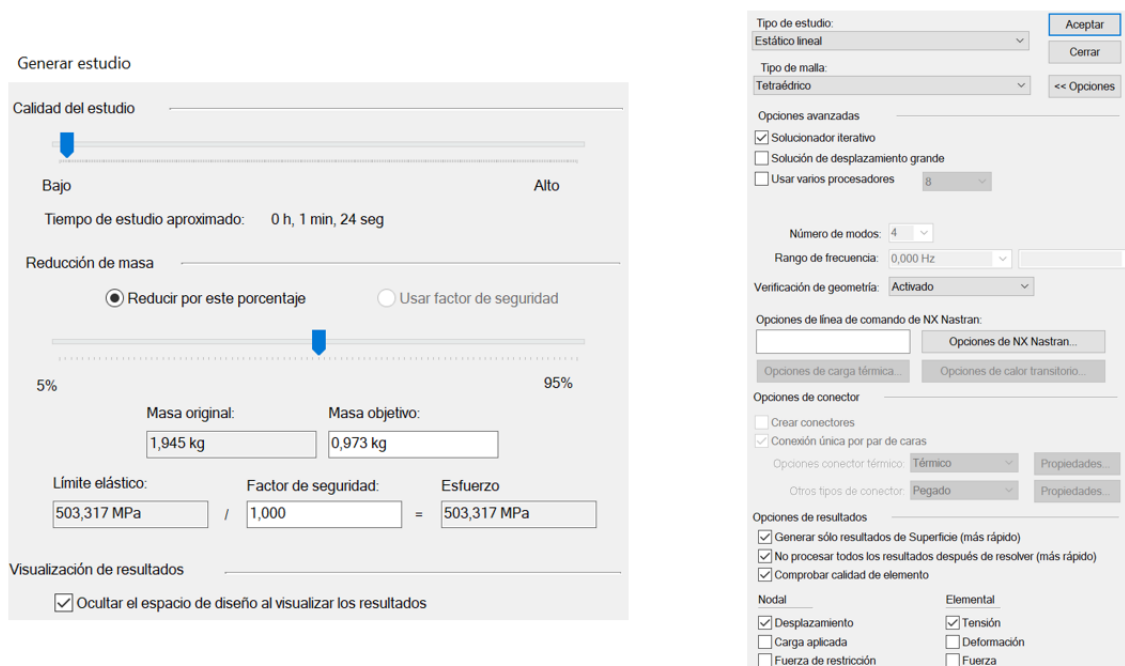 Generar estudio
Calidad del estudio
Bajo Alto
Tiempo de estudio aproximado: 0 h, 1 min, 24 seg
Reducción de masa
Reducir por este porcentaje Usar factor de seguridad
5% 95%
Masa original: Masa objetivo:
1,945 kg 0,973 kg
Límite elástico: Factor de seguridad: Esfuerzo
503,317 MPa / 1,000 = 503,317 MPa
Visualización de resultados
Ocultar el espacio de diseño al visualizar los resultados
Tipo de estudio: Aceptar
Estático lineal
Cerrar
Tipo de malla:
Tetraédrico << Opciones
Opciones avanzadas
Solucionador iterativo
Solución de desplazamiento grande
Usar varios procesadores 8
Número de modos: 4
Rango de frecuencia: 0,000 Hz
Verificación de geometría: Activado
Opciones de línea de comando de NX Nastran:
Opciones de NX Nastran...
Opciones de carga térmica... Opciones de calor transitorio...
Opciones de conector
Crear conectores
Conexión única por par de caras
Opciones conector térmico: Térmico Propiedades...
Otros tipos de conector: Pegado Propiedades...
Opciones de resultados
Generar sólo resultados de Superficie (más rápido)
No procesar todos los resultados después de resolver (más rápido)
Comprobar calidad de elemento
Nodal Elemental
Desplazamiento Tensión
Carga aplicada Deformación
Fuerza de restricción Fuerza